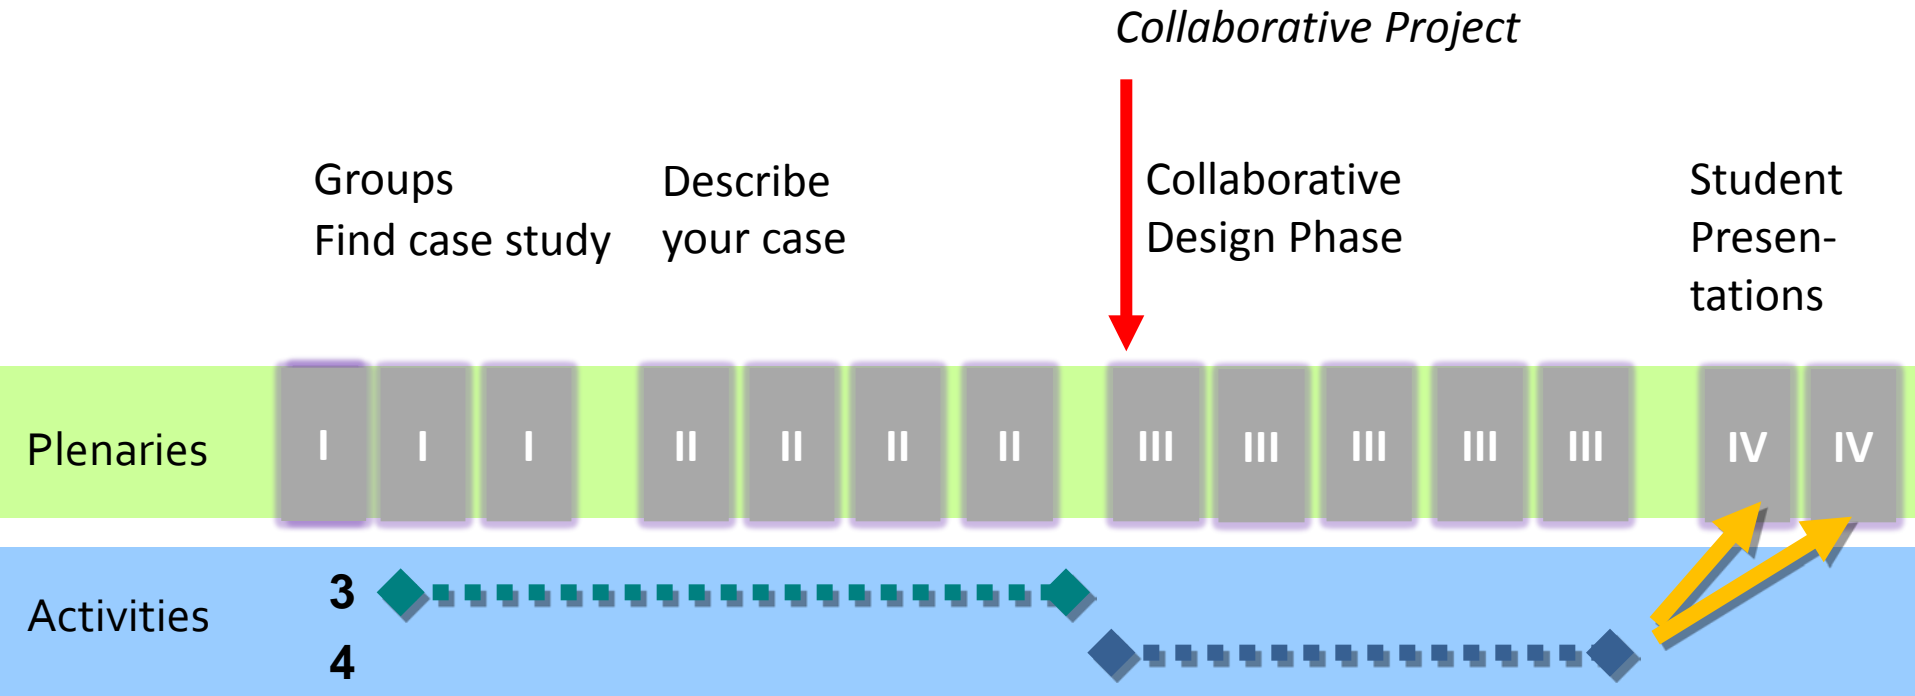 Collaborative Project
Groups
Find case study
Describe
your case
Collaborative
Design Phase
Student
Presen-
tations
Plenaries I I I II II II II III III III III III IV IV
Activities
3
4